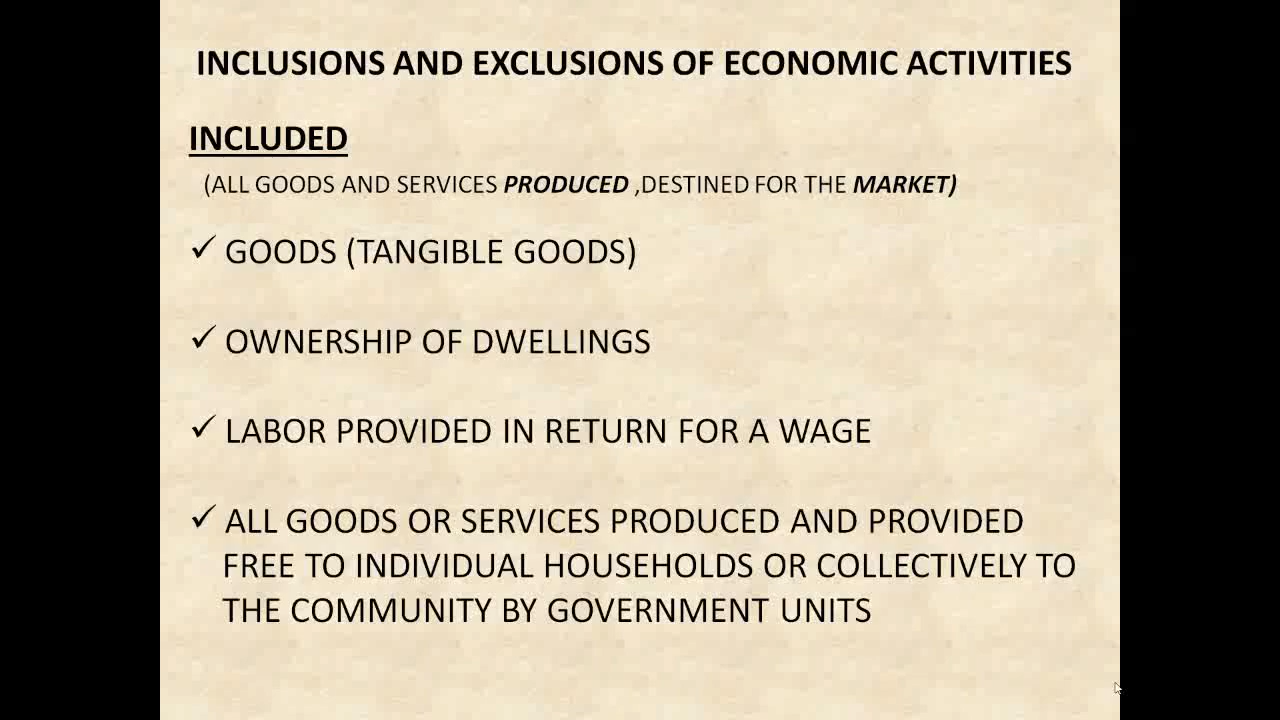 INCLUSIONS AND EXCLUSIONS OF ECONOMIC ACTIVITIES
INCLUDED
(ALL GOODS AND SERVICES PRODUCED ,DESTINED FOR THE MARKET)
✓ GOODS (TANGIBLE GOODS)
✓ OWNERSHIP OF DWELLINGS
✓ LABOR PROVIDED IN RETURN FOR A WAGE
✓ ALL GOODS OR SERVICES PRODUCED AND PROVIDED
FREE TO INDIVIDUAL HOUSEHOLDS OR COLLECTIVELY TO
THE COMMUNITY BY GOVERNMENT UNITS